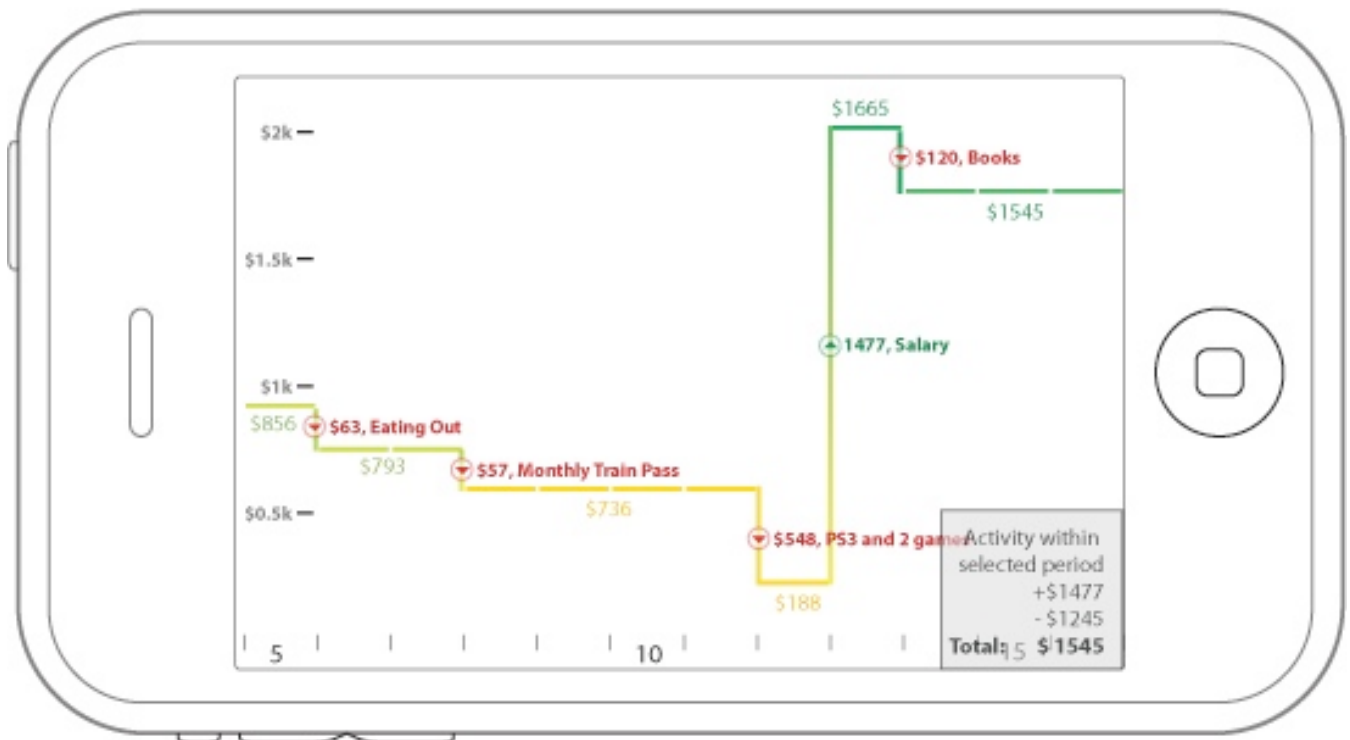 $1665
$2k
$120, Books
$1545
$1.5k
1477, Salary
$1k
$856
$63, Eating Out
$793
$57, Monthly Train Pass
$736
$0.5k
$548, PS3 and 2 games
$188
Activity within
selected period
+$1477
- $1245
Total: $1545
5
10
15